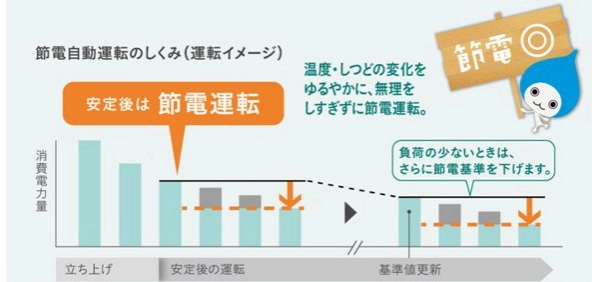 節電自動運転のしくみ(運転イメージ)
節電◎
温度・しつどの変化を
ゆるやかに、無理を
しすぎずに節電運転。
安定後は 節電運転
負荷の少ないときは、
さらに節電基準を下げます。
消費電力量
立ち上げ
安定後の運転
基準値更新